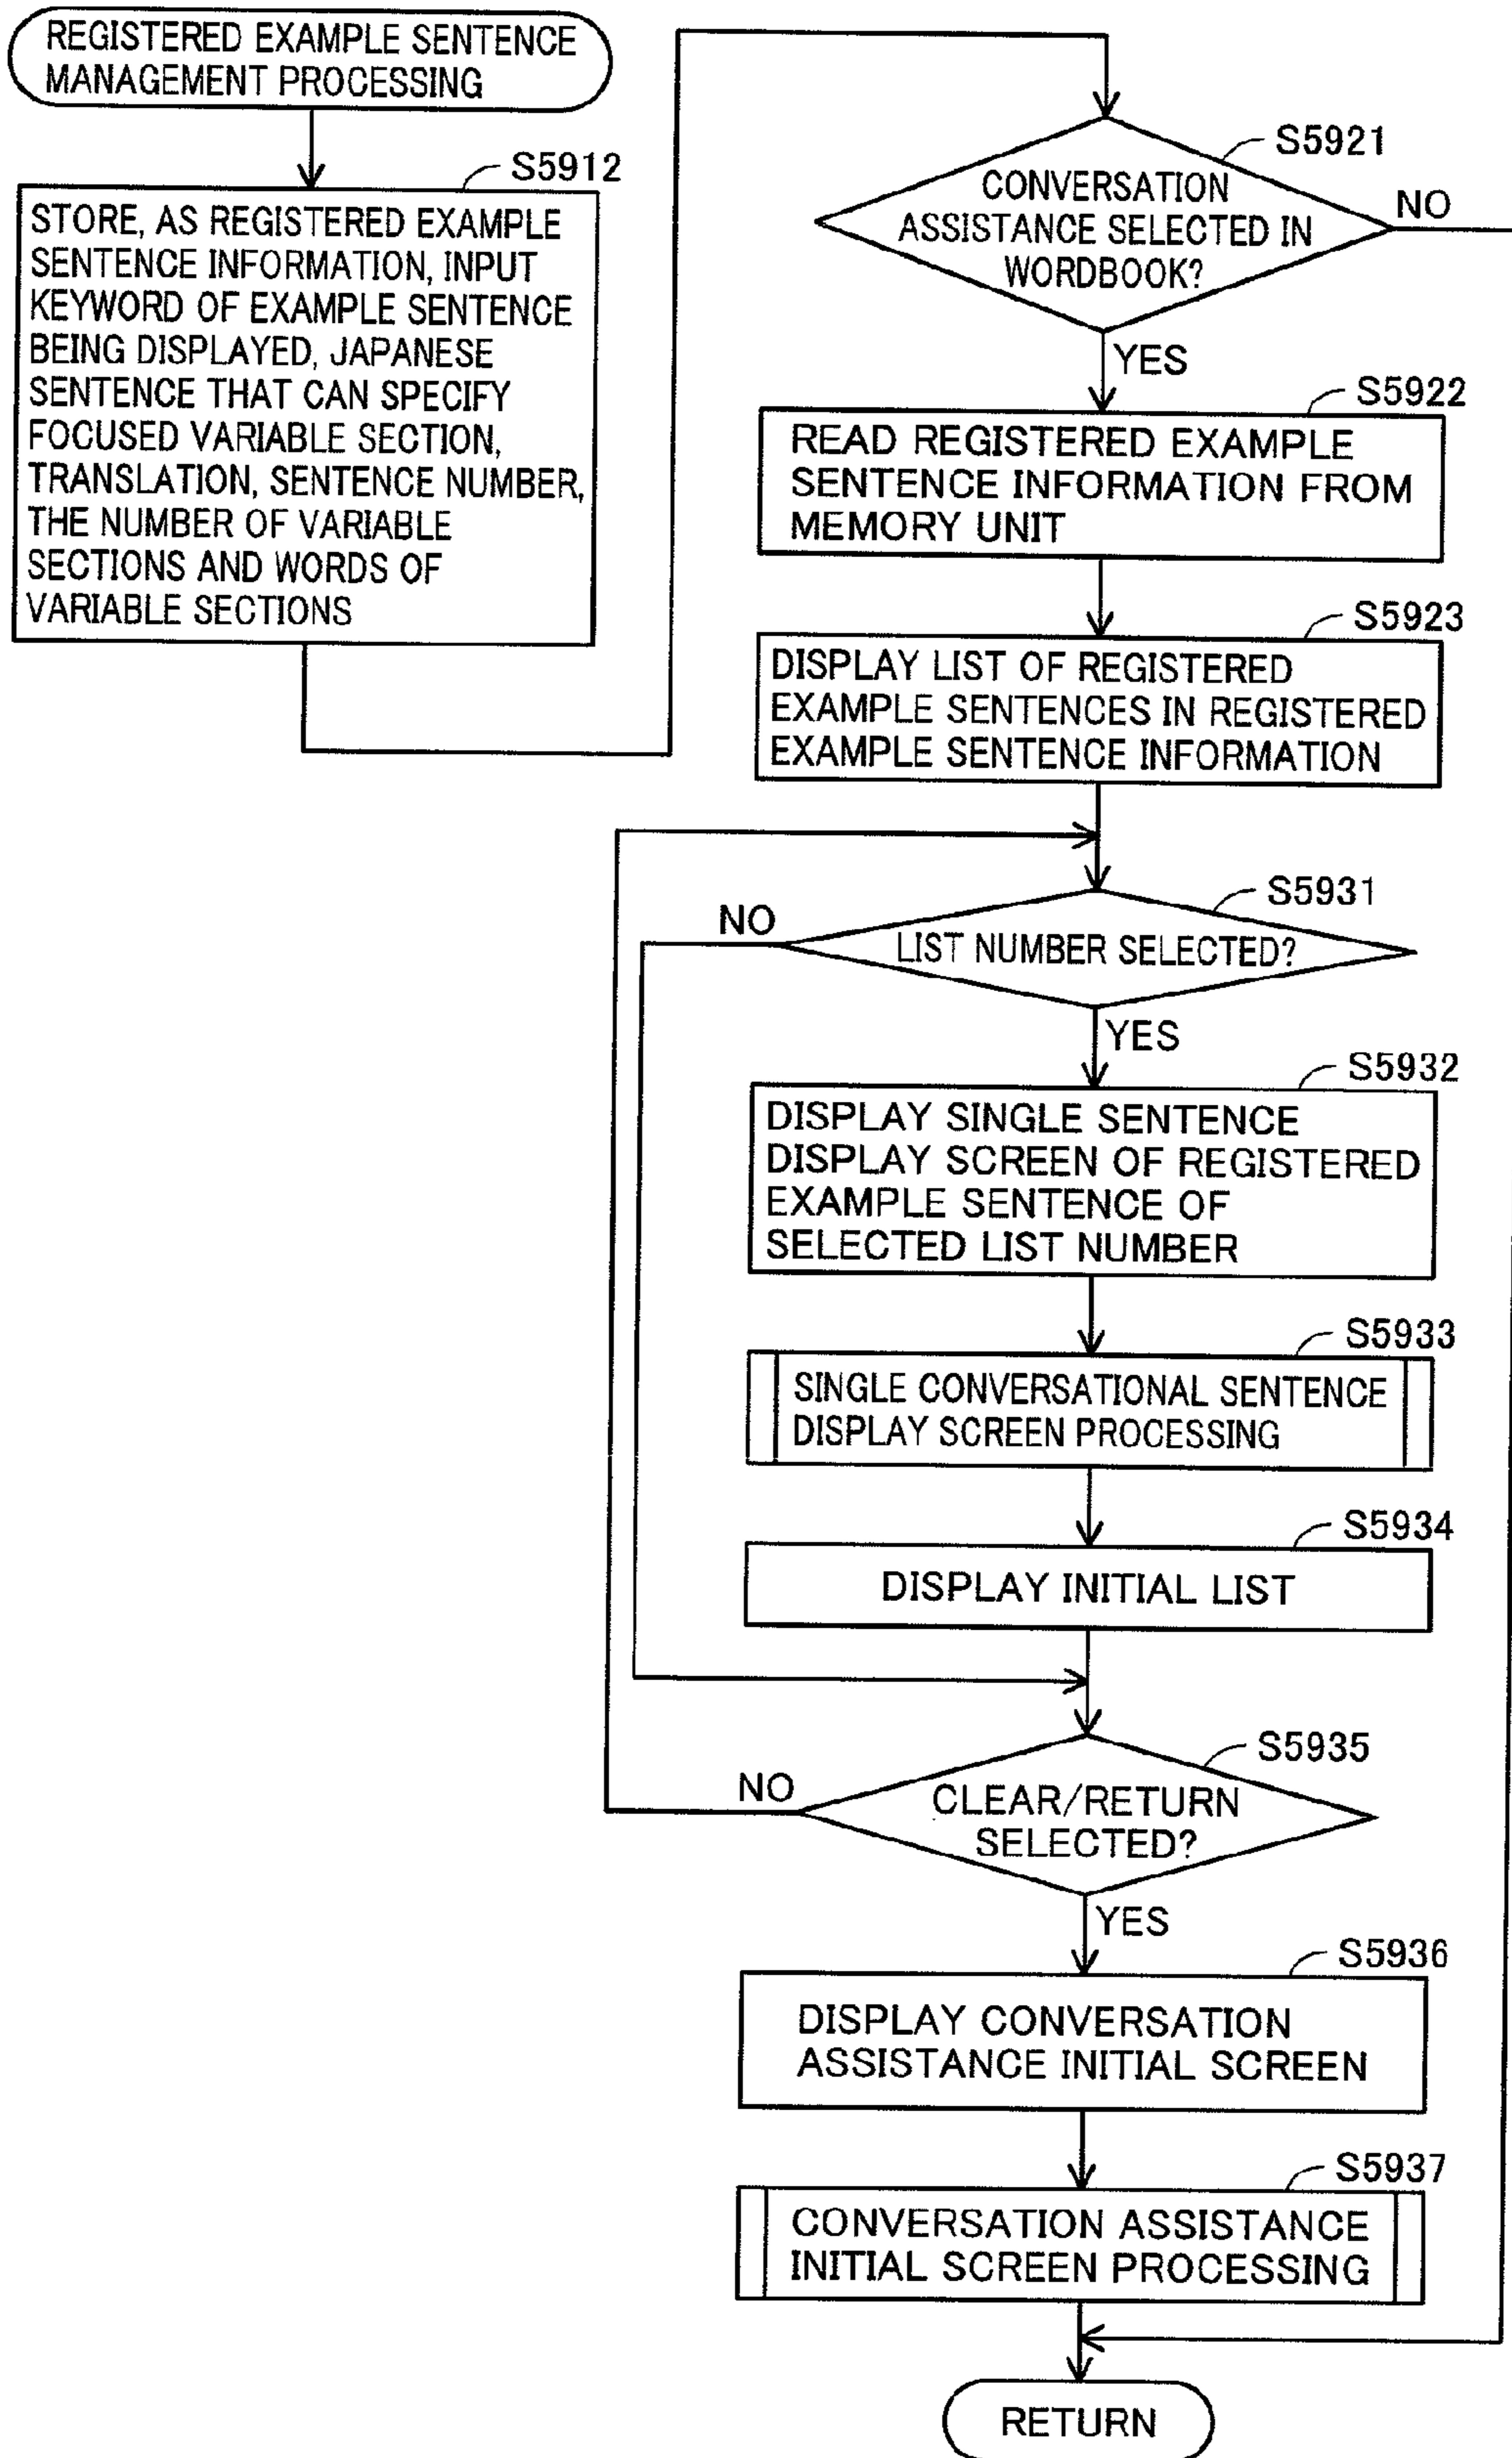 REGISTERED EXAMPLE SENTENCE
MANAGEMENT PROCESSING
S5912
STORE, AS REGISTERED EXAMPLE
SENTENCE INFORMATION, INPUT
KEYWORD OF EXAMPLE SENTENCE
BEING DISPLAYED, JAPANESE
SENTENCE THAT CAN SPECIFY
FOCUSED VARIABLE SECTION,
TRANSLATION, SENTENCE NUMBER,
THE NUMBER OF VARIABLE
SECTIONS AND WORDS OF
VARIABLE SECTIONS
S5921
CONVERSATION
ASSISTANCE SELECTED IN
WORDBOOK?
NO
YES
S5922
READ REGISTERED EXAMPLE
SENTENCE INFORMATION FROM
MEMORY UNIT
S5923
DISPLAY LIST OF REGISTERED
EXAMPLE SENTENCES IN REGISTERED
EXAMPLE SENTENCE INFORMATION
S5931
NO
LIST NUMBER SELECTED?
YES
S5932
DISPLAY SINGLE SENTENCE
DISPLAY SCREEN OF REGISTERED
EXAMPLE SENTENCE OF
SELECTED LIST NUMBER
S5933
SINGLE CONVERSATIONAL SENTENCE
DISPLAY SCREEN PROCESSING
S5934
DISPLAY INITIAL LIST
S5935
NO
CLEAR/RETURN
SELECTED?
YES
S5936
DISPLAY CONVERSATION
ASSISTANCE INITIAL SCREEN
S5937
CONVERSATION ASSISTANCE
INITIAL SCREEN PROCESSING
RETURN